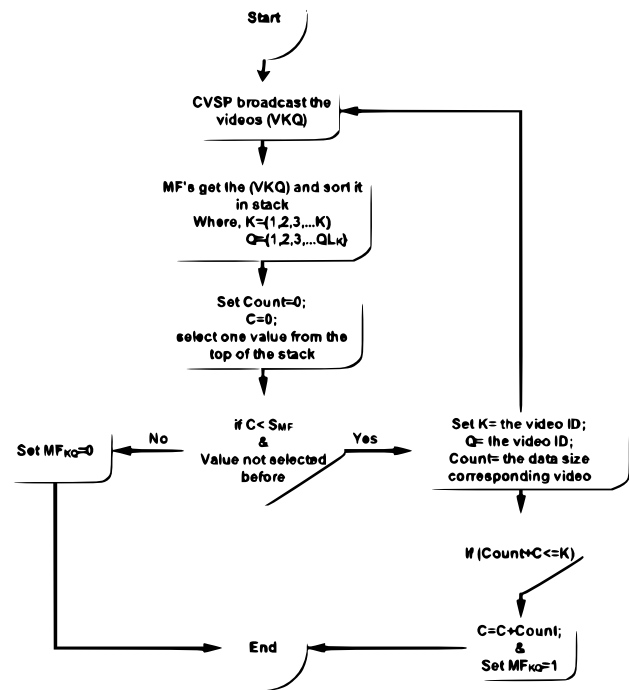 Start
CVSP broadcast the
videos (VKQ)
MF's get the (VKQ) and sort it
in stack
Where, K={1,2,3,...K}
Q={1,2,3,...QLK}
Set Count=0;
C=0;
select one value from the
top of the stack
if C< SMF
&
Value not selected
before
No
Yes
Set MFKQ=0
Set K= the video ID;
Q= the video ID;
Count= the data size
corresponding video
If (Count+C<=K)
C=C+Count;
&
Set MFKQ=1
End